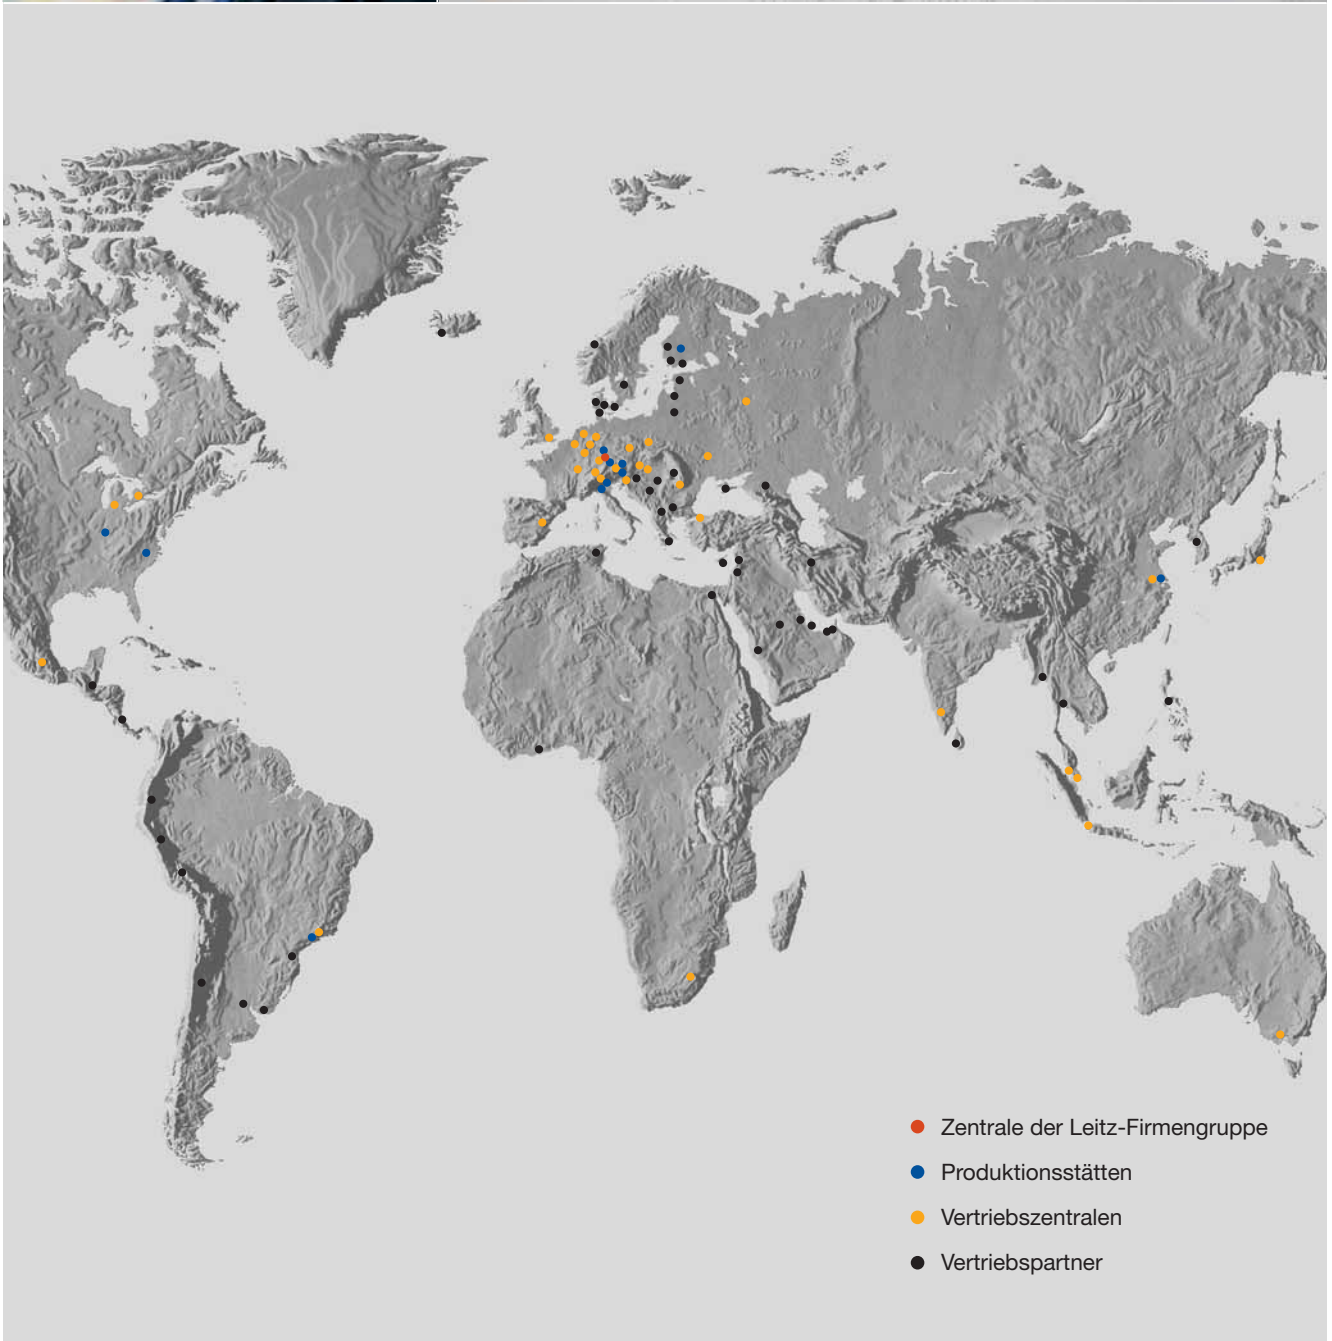 Zentrale der Leitz-Firmengruppe
Produktionsstätten
Vertriebszentralen
Vertriebspartner